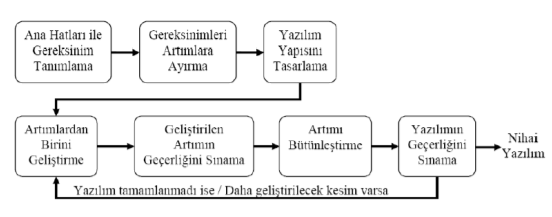 Ana Hatları ile
Gereksinim
Tanımlama
Gereksinimleri
Artımlara
Ayırma
Yazılım
Yapısını
Tasarlama
Artımlardan
Birini
Geliştirme
Geliştirilen
Artımın
Geçerliğini Sınama
Artımı
Bütünleştirme
Yazılımın
Geçerliğini
Sınama
Nihai
Yazılım
Yazılım tamamlanmadı ise / Daha geliştirilecek kesim varsa